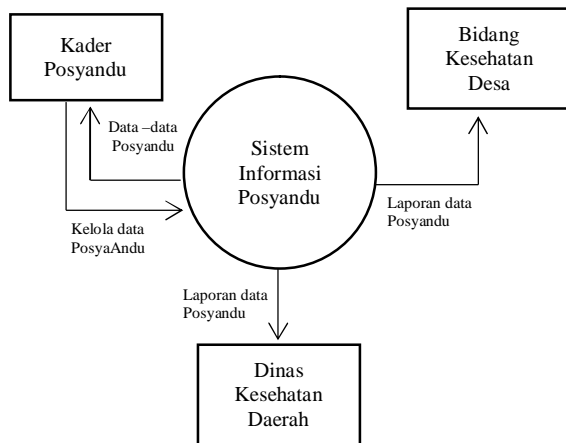 Kader
Posyandu
Bidang
Kesehatan
Desa
Data –data
Posyandu
Sistem
Informasi
Posyandu
Kelola data
PosyaAndu
Laporan data
Posyandu
Laporan data
Posyandu
Dinas
Kesehatan
Daerah